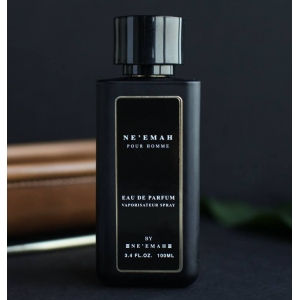 NE'EMAH
POUR HOMME
EAU DE PARFUM
VAPORISATEUR SPRAY
BY
NE'EMAH
3.4 FL.OZ. 100ML